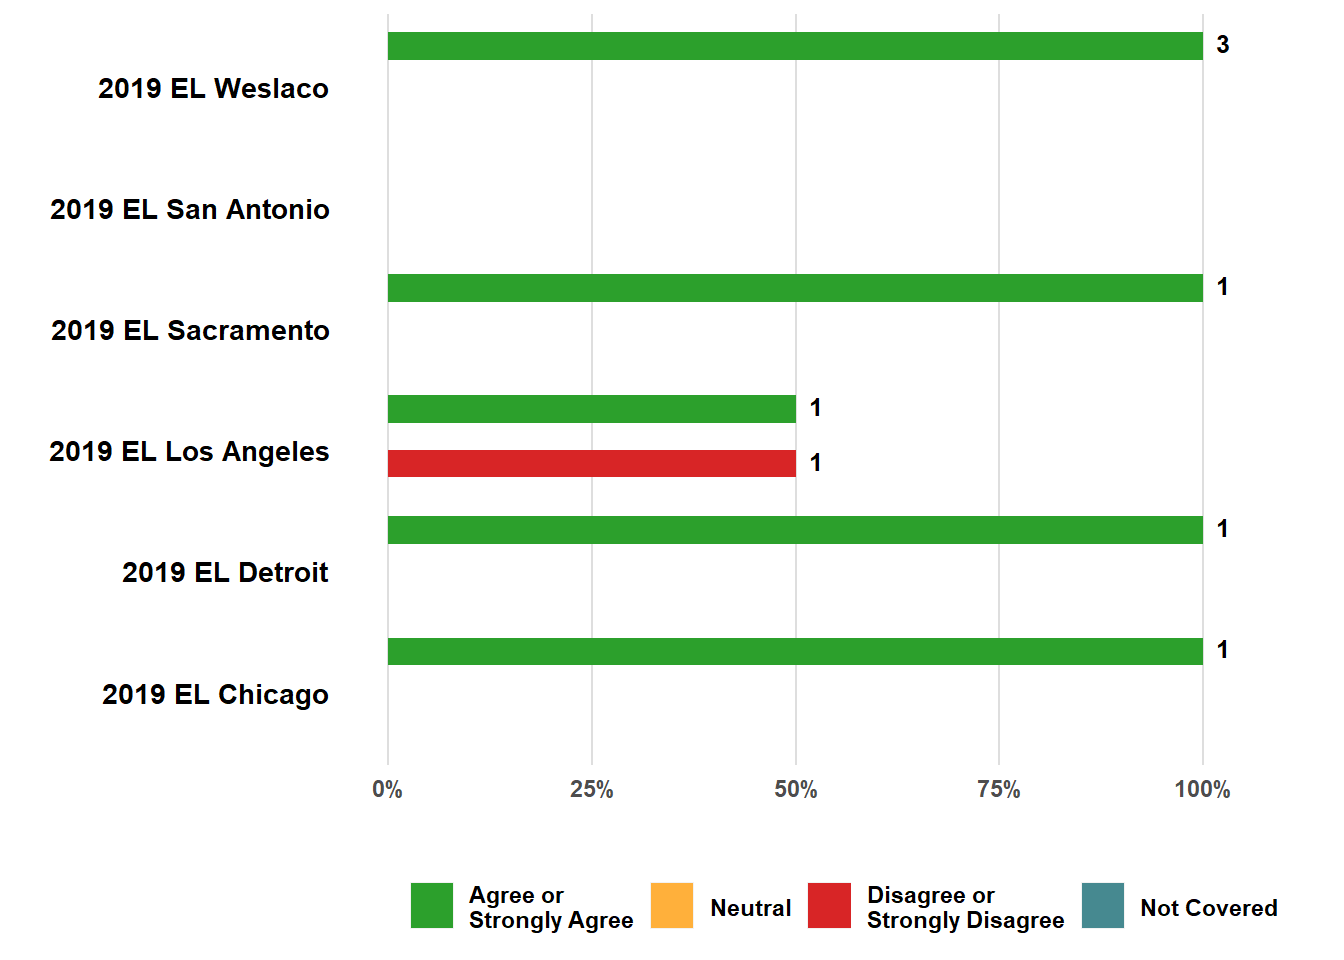 3
2019 EL Weslaco
2019 EL San Antonio
1
2019 EL Sacramento
1
2019 EL Los Angeles
1
1
2019 EL Detroit
1
2019 EL Chicago
0% 25% 50% 75% 100%
Agree or
Strongly Agree
Neutral
Disagree or
Strongly Disagree
Not Covered